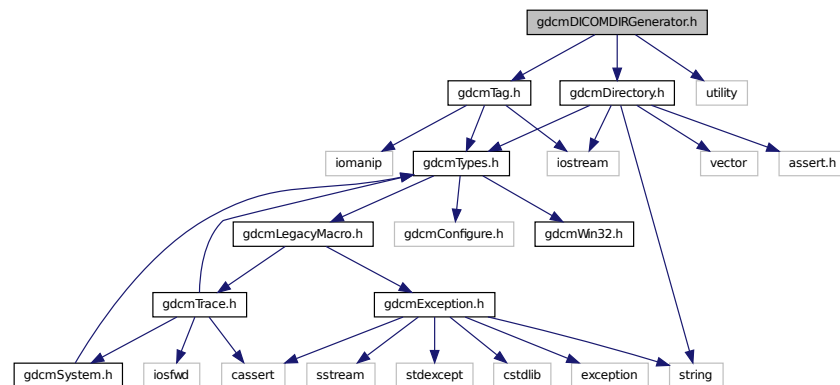 gdcmDICOMDIRGenerator.h
gdcmTag.h
gdcmDirectory.h
utility
iomanip
gdcmTypes.h
iostream
vector
assert.h
gdcmLegacyMacro.h
gdcmConfigure.h
gdcmWin32.h
gdcmTrace.h
gdcmException.h
gdcmSystem.h
iosfwd
cassert
sstream
stdexcept
cstdlib
exception
string